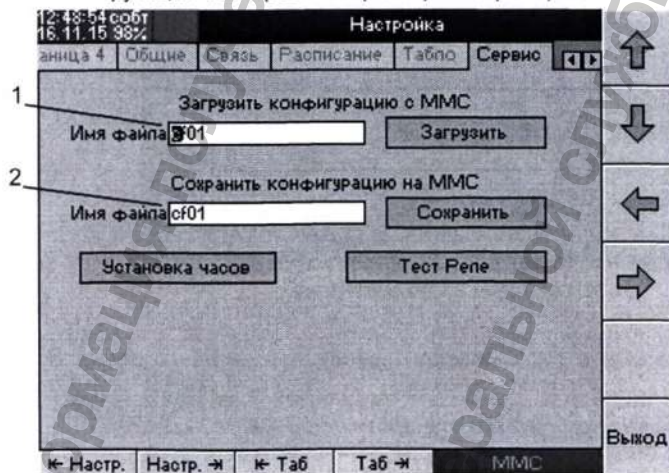 12:48:54 собт
16.11.15 98%
Настройка
аница 4 Общие Связь Расписание Табло Сервис
1
Загрузить конфигурацию с ММС
Имя файла cf01 Загрузить
2
Сохранить конфигурацию на ММС
Имя файла cf01 Сохранить
Установка часов Тест Реле
Выход
Настр. Настр. Таб Таб ММС